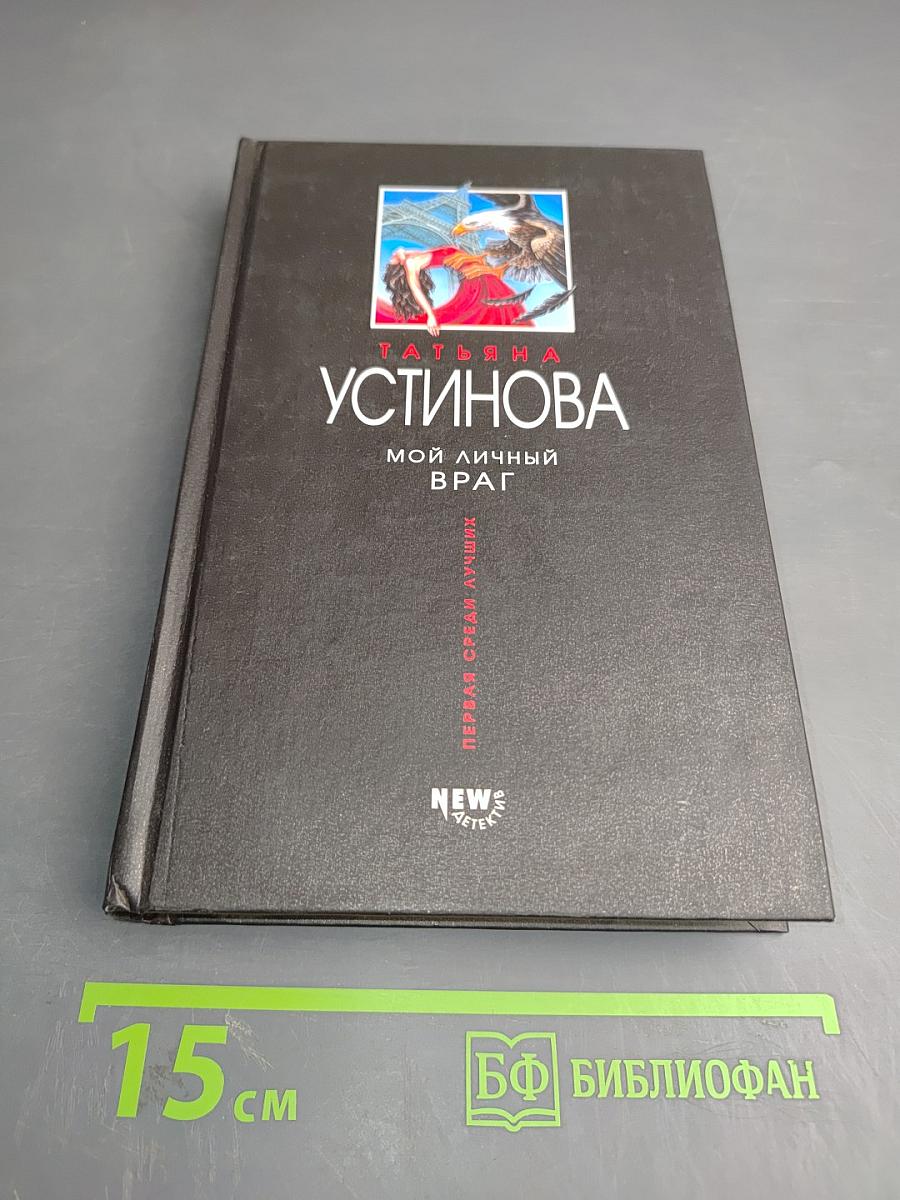 ТАТЬЯНА
УСТИНОВА
МОЙ ЛИЧНЫЙ
ВРАГ
ПЕРВАЯ СРЕДИ ЛУЧШИХ
NEW
ДЕТЕКТИВ
15 см
БФ БИБЛИОФАН